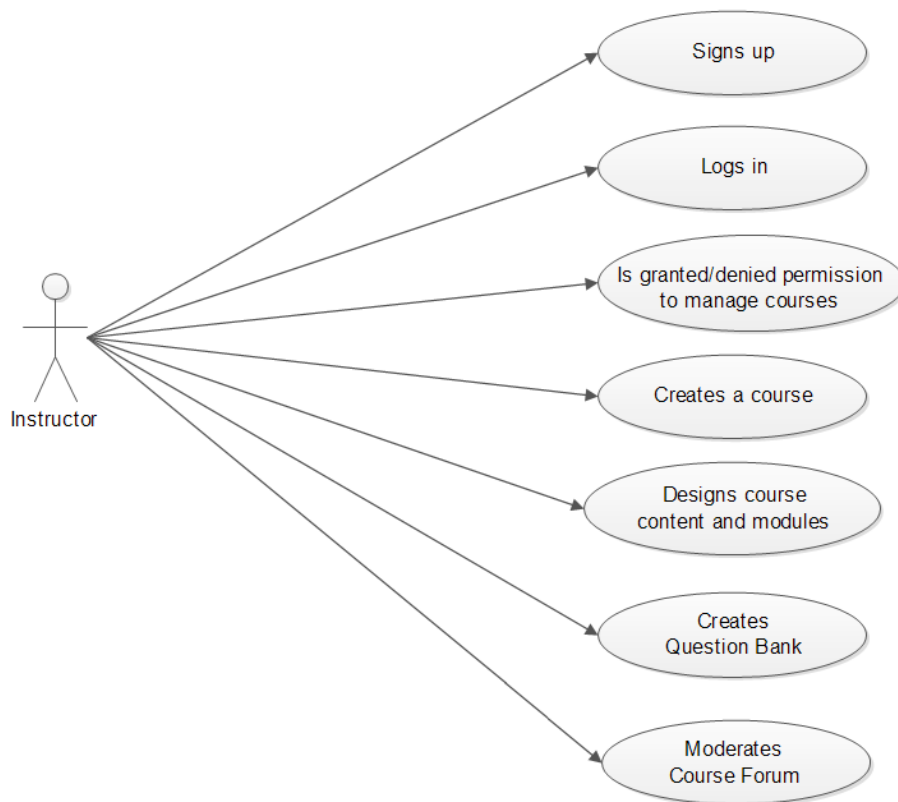 Signs up
Logs in
Is granted/denied permission
to manage courses
Instructor
Creates a course
Designs course
content and modules
Creates
Question Bank
Moderates
Course Forum